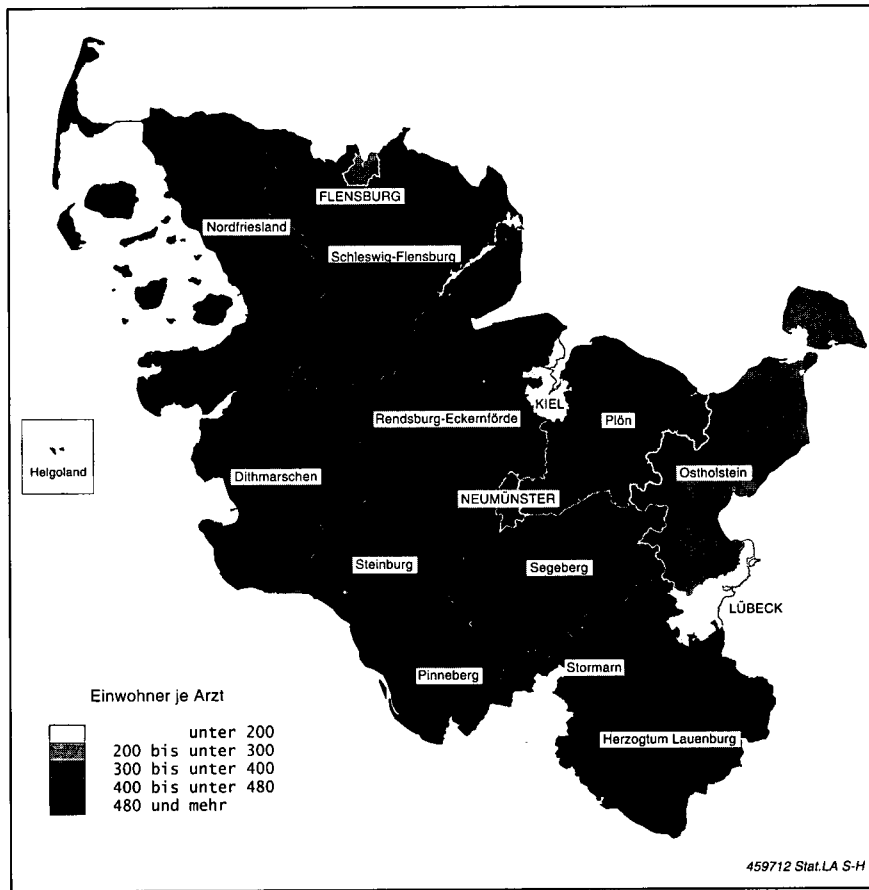 FLENSBURG
Nordfriesland
Schleswig-Flensburg
KIEL
Rendsburg-Eckernförde
Plön
Helgoland
Dithmarschen
Ostholstein
NEUMÜNSTER
Steinburg
Segeberg
LÜBECK
Stormarn
Pinneberg
Herzogtum Lauenburg
Einwohner je Arzt
unter 200
200 bis unter 300
300 bis unter 400
400 bis unter 480
480 und mehr
459712 Stat.LA S-H